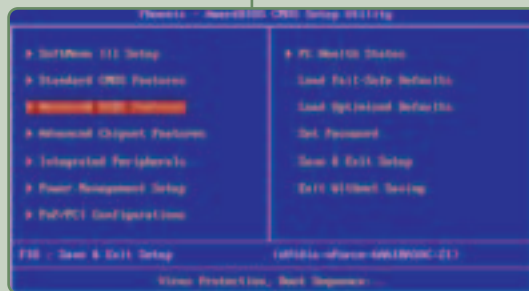 Phoenix - AwardBIOS CMOS Setup Utility
SoftMenu III Setup
Standard CMOS Features
Advanced BIOS Features
Advanced Chipset Features
Integrated Peripherals
Power Management Setup
PnP/PCI Configurations
PC Health Status
Load Fail-Safe Defaults
Load Optimized Defaults
Set Password
Save & Exit Setup
Exit Without Saving
F10 : Save & Exit Setup
Virus Protection, Boot Sequence...